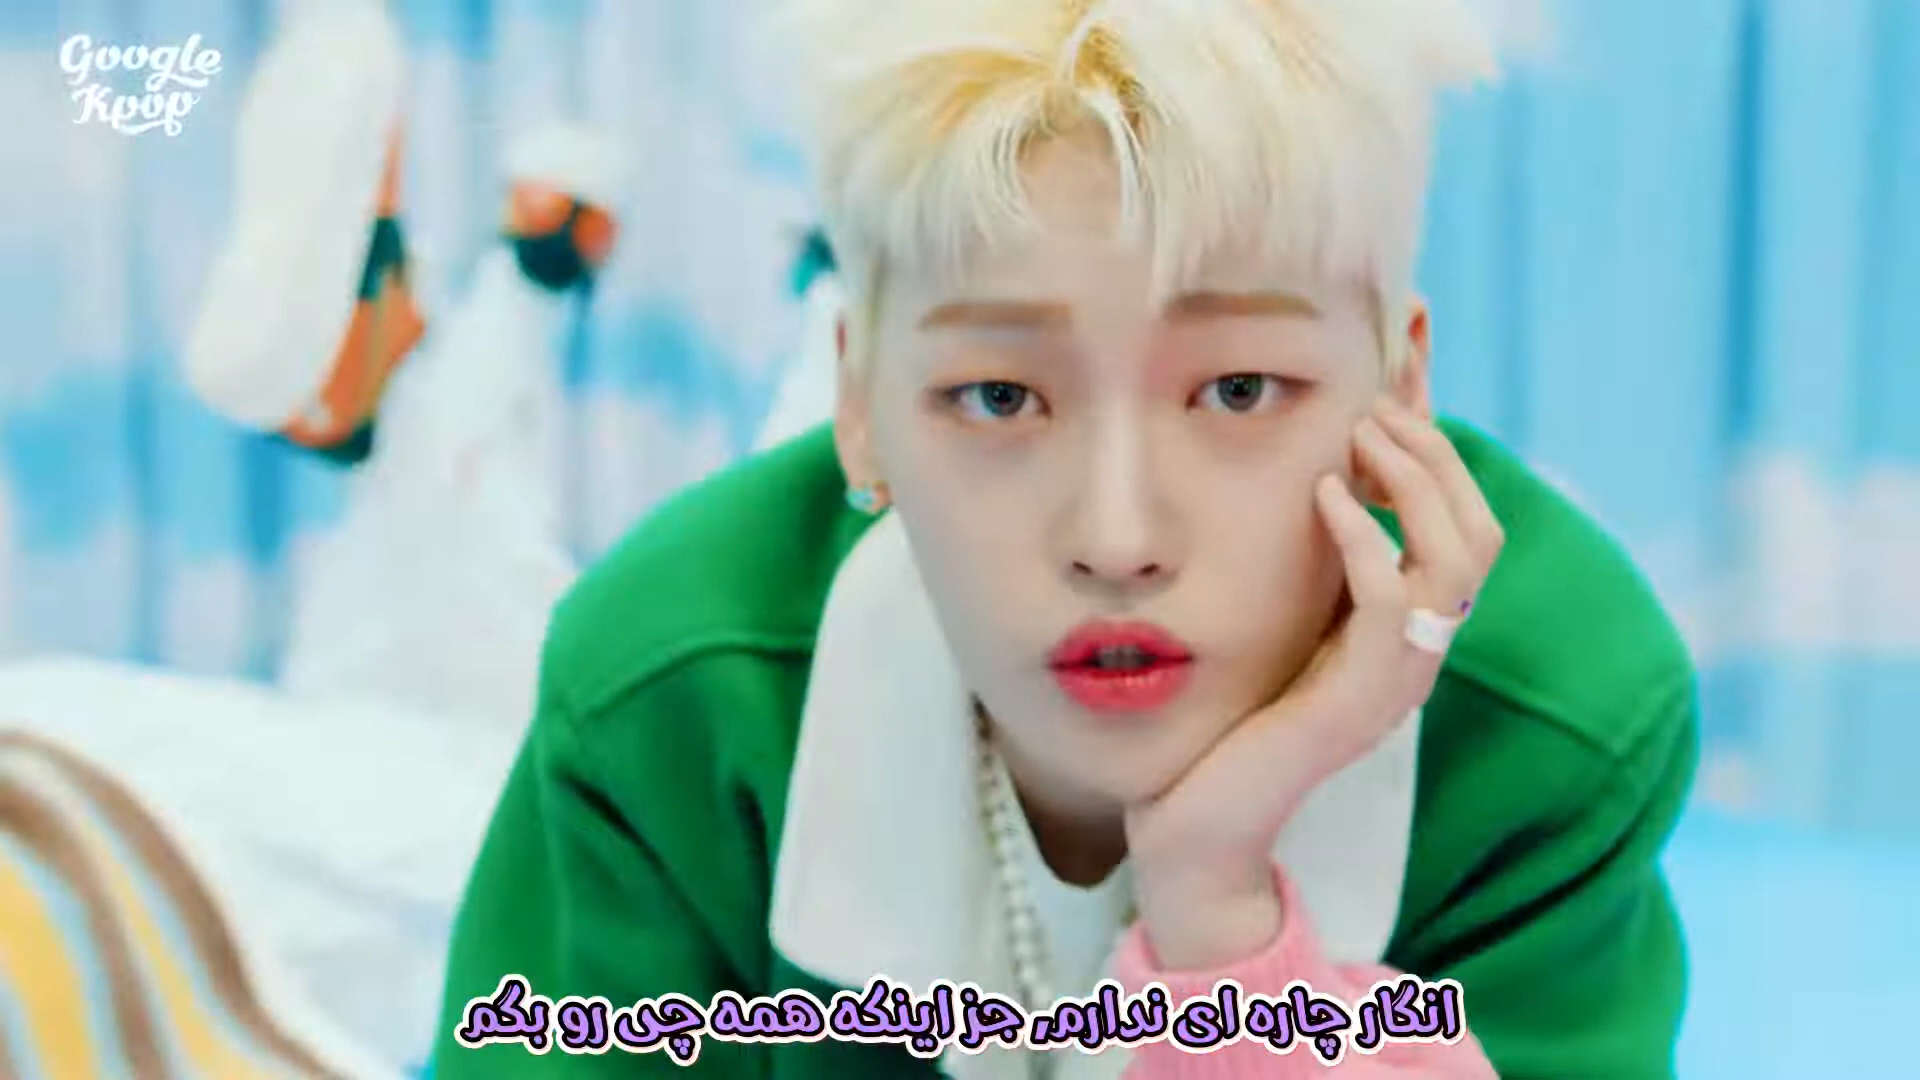 Google
Kpop
انگار چاره ای ندارم, جز اینکه همه چی رو بگم